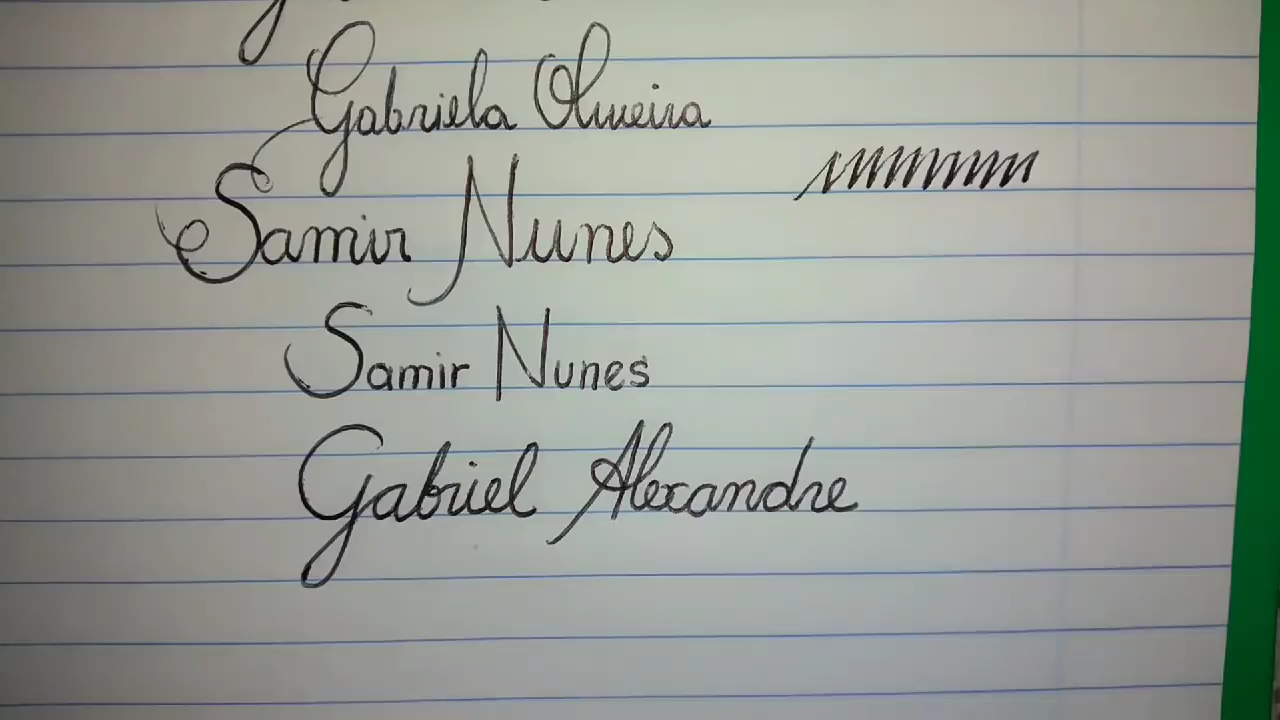 Gabriela Oliveira
Samir Nunes
Samir Nunes
Gabriel Alexandre